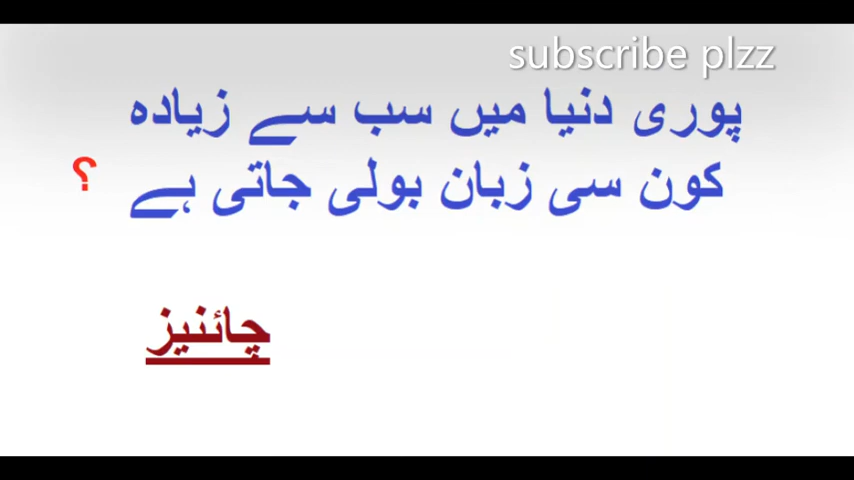 subscribe plzz
پوری دنیا میں سب سے زیادہ
کون سی زبان بولی جاتی ہے ؟
چائنیز